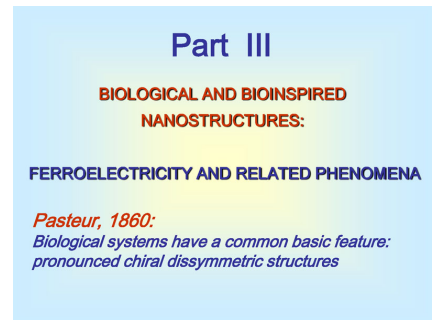 Part III
BIOLOGICAL AND BIOINSPIRED
NANOSTRUCTURES:
FERROELECTRICITY AND RELATED PHENOMENA
Pasteur, 1860:
Biological systems have a common basic feature:
pronounced chiral dissymmetric structures